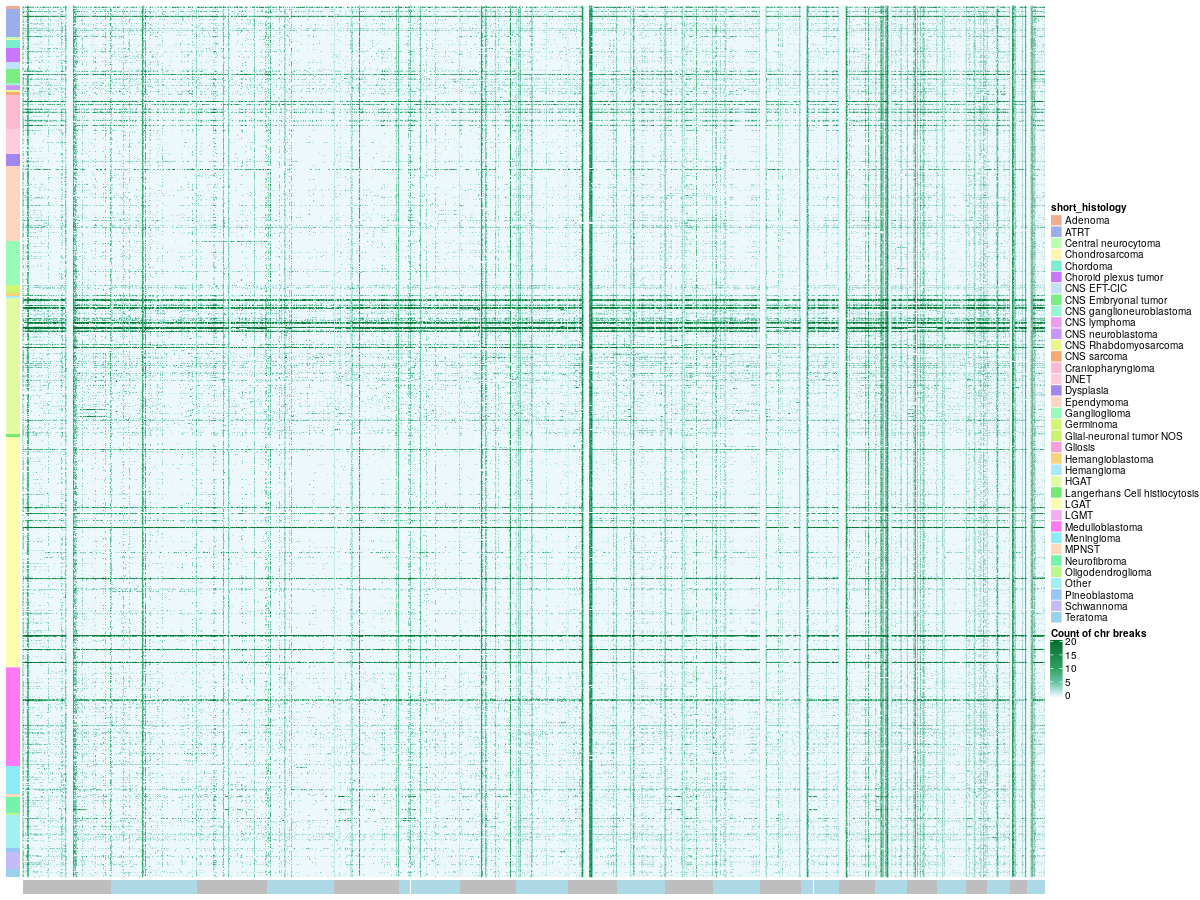 short_histology
Adenoma
ATRT
Central neurocytoma
Chondrosarcoma
Chordoma
Choroid plexus tumor
CNS EFT-CIC
CNS Embryonal tumor
CNS ganglioneuroblastoma
CNS lymphoma
CNS neuroblastoma
CNS Rhabdomyosarcoma
CNS sarcoma
Craniopharyngioma
DNET
Dysplasia
Ependymoma
Ganglioglioma
Germinoma
Glial-neuronal tumor NOS
Gliosis
Hemangioblastoma
Hemangioma
HGAT
Langerhans Cell histiocytosis
LGAT
LGMT
Medulloblastoma
Meningioma
MPNST
Neurofibroma
Oligodendroglioma
Other
Pineoblastoma
Schwannoma
Teratoma
Count of chr breaks
20
15
10
5
0